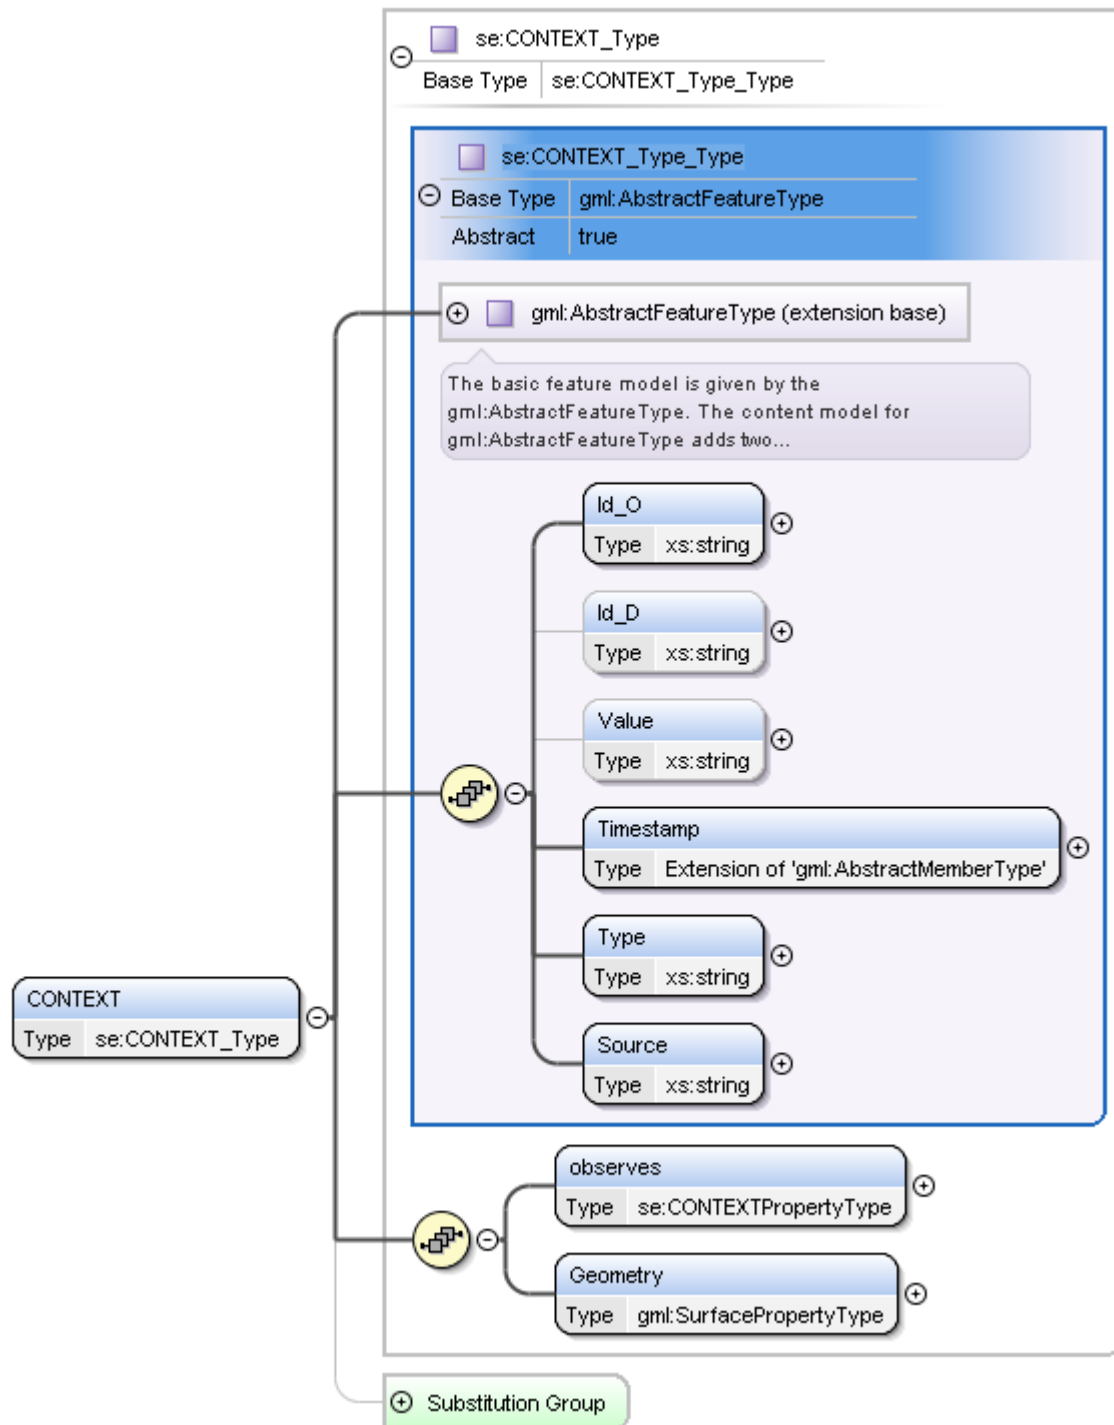 se:CONTEXT_Type
Base Type se:CONTEXT_Type_Type
se:CONTEXT_Type_Type
Base Type gml:AbstractFeatureType
Abstract true
gml:AbstractFeatureType (extension base)
The basic feature model is given by the
gml:AbstractFeatureType. The content model for
gml:AbstractFeatureType adds two...
Id_O
Type xs:string
Id_D
Type xs:string
Value
Type xs:string
Timestamp
Type Extension of 'gml:AbstractMemberType'
Type
Type xs:string
CONTEXT
Type se:CONTEXT_Type
Source
Type xs:string
observes
Type se:CONTEXTPropertyType
Geometry
Type gml:SurfacePropertyType
Substitution Group